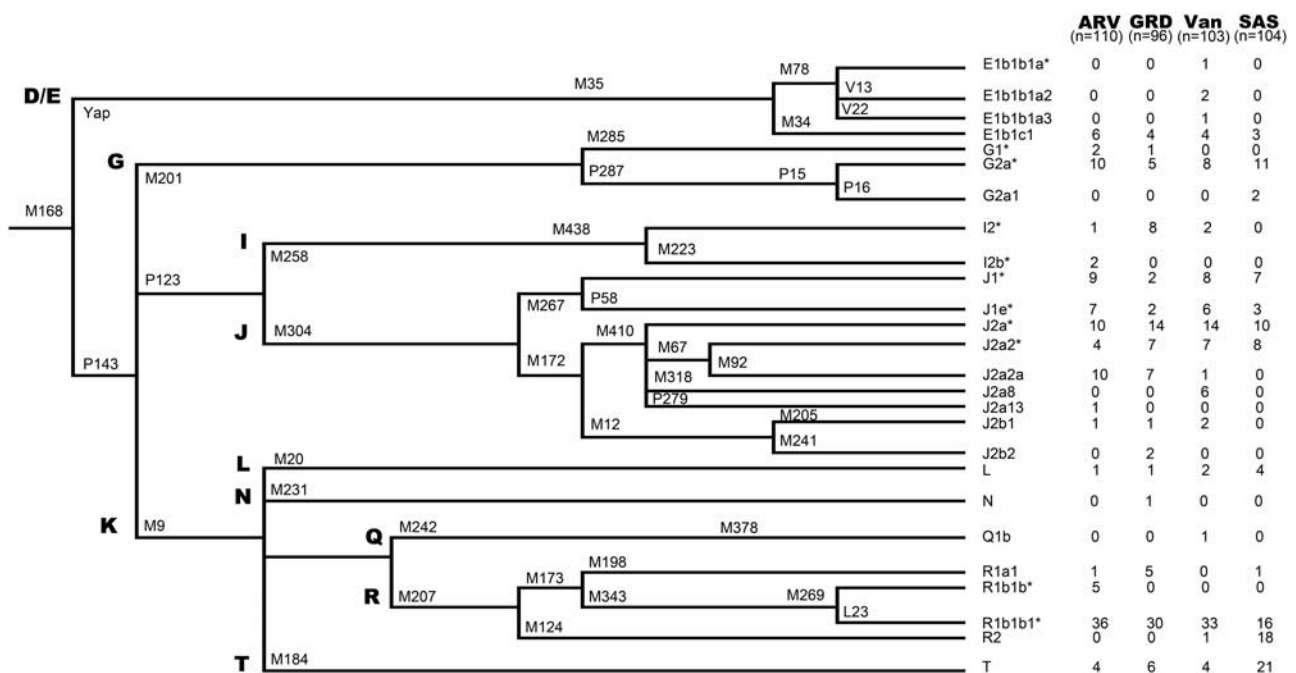 ARV GRD Van SAS
(n=110) (n=96) (n=103) (n=104)
E1b1b1a* 0 0 1 0
M78
M35
D/E
V13
E1b1b1a2 0 0 2 0
Yap
V22
E1b1b1a3 0 0 1 0
M34
E1b1c1 6 4 4 3
M285
G1* 2 1 0 0
G
G2a* 10 5 8 11
M201
P287
P15
P16
G2a1 0 0 0 2
M168
M438
I2* 1 8 2 0
I
M258
M223
I2b* 2 0 0 0
P123
J1* 9 2 8 7
M267
P58
J1e* 7 2 6 3
J
M304
M410
J2a* 10 14 14 10
M67
J2a2* 4 7 7 8
P143
M172
M92
M318
J2a2a 10 7 1 0
J2a8 0 0 6 0
P279
J2a13 1 0 0 0
M12
M205
J2b1 1 1 2 0
M241
J2b2 0 2 0 0
L
M20
L 1 1 2 4
N
M231
N 0 1 0 0
K
M9
Q
M242
M378
Q1b 0 0 1 0
M198
R1a1 1 5 0 1
M173
R1b1b* 5 0 0 0
R
M207
M343
M269
L23
R1b1b1* 36 30 33 16
M124
R2 0 0 1 18
T
M184
T 4 6 4 21